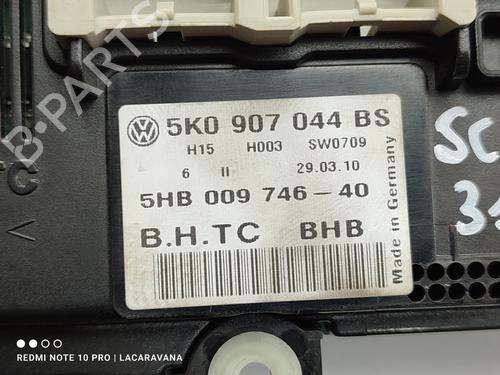 B-PARTS
VW 5K0 907 044 BS
H15 H003 SW0709
6 II 29.03.10
5HB 009 746-40
B.H.TC BHB
Made in Germany
SC
REDMI NOTE 10 PRO | LACARAVANA